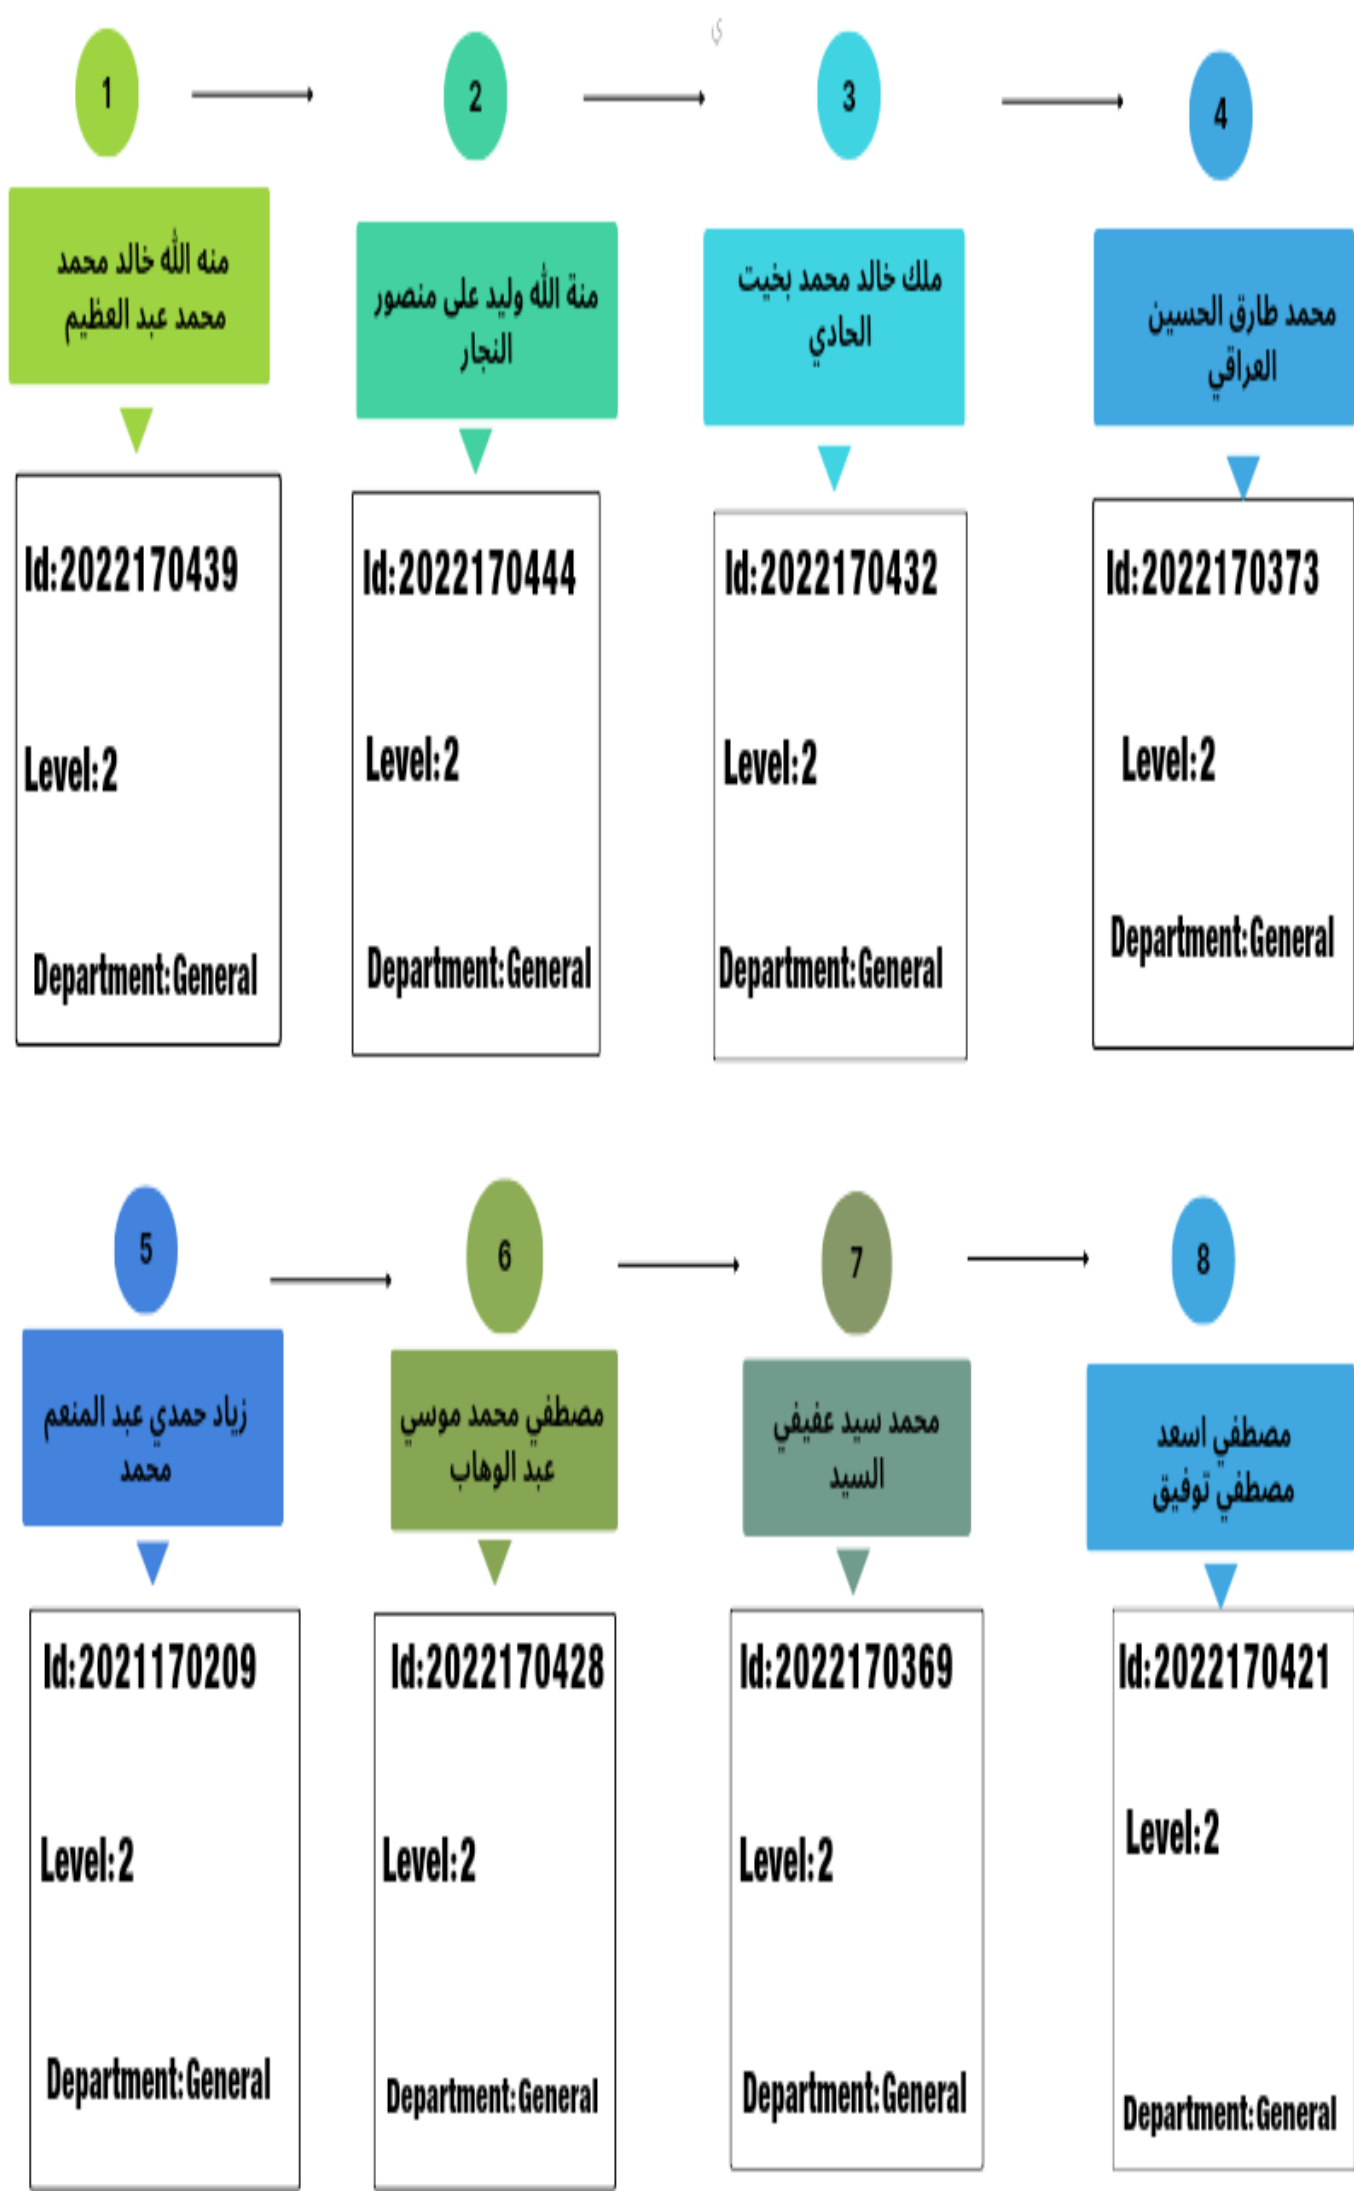 ي
1
2
3
4
منه الله خالد محمد
محمد عبد العظيم
منة الله وليد على منصور
النجار
ملك خالد محمد بخيت
الحادي
محمد طارق الحسين
العراقي
Id:2022170439
Level:2
Department:General
Id:2022170444
Level:2
Department:General
Id:2022170432
Level:2
Department:General
Id:2022170373
Level:2
Department:General
5
6
7
8
زياد حمدي عبد المنعم
محمد
مصطفي محمد موسي
عبد الوهاب
محمد سيد عفيفي
السيد
مصطفي اسعد
مصطفي توفيق
Id:2021170209
Level:2
Department:General
Id:2022170428
Level:2
Department:General
Id:2022170369
Level:2
Department:General
Id:2022170421
Level:2
Department:General